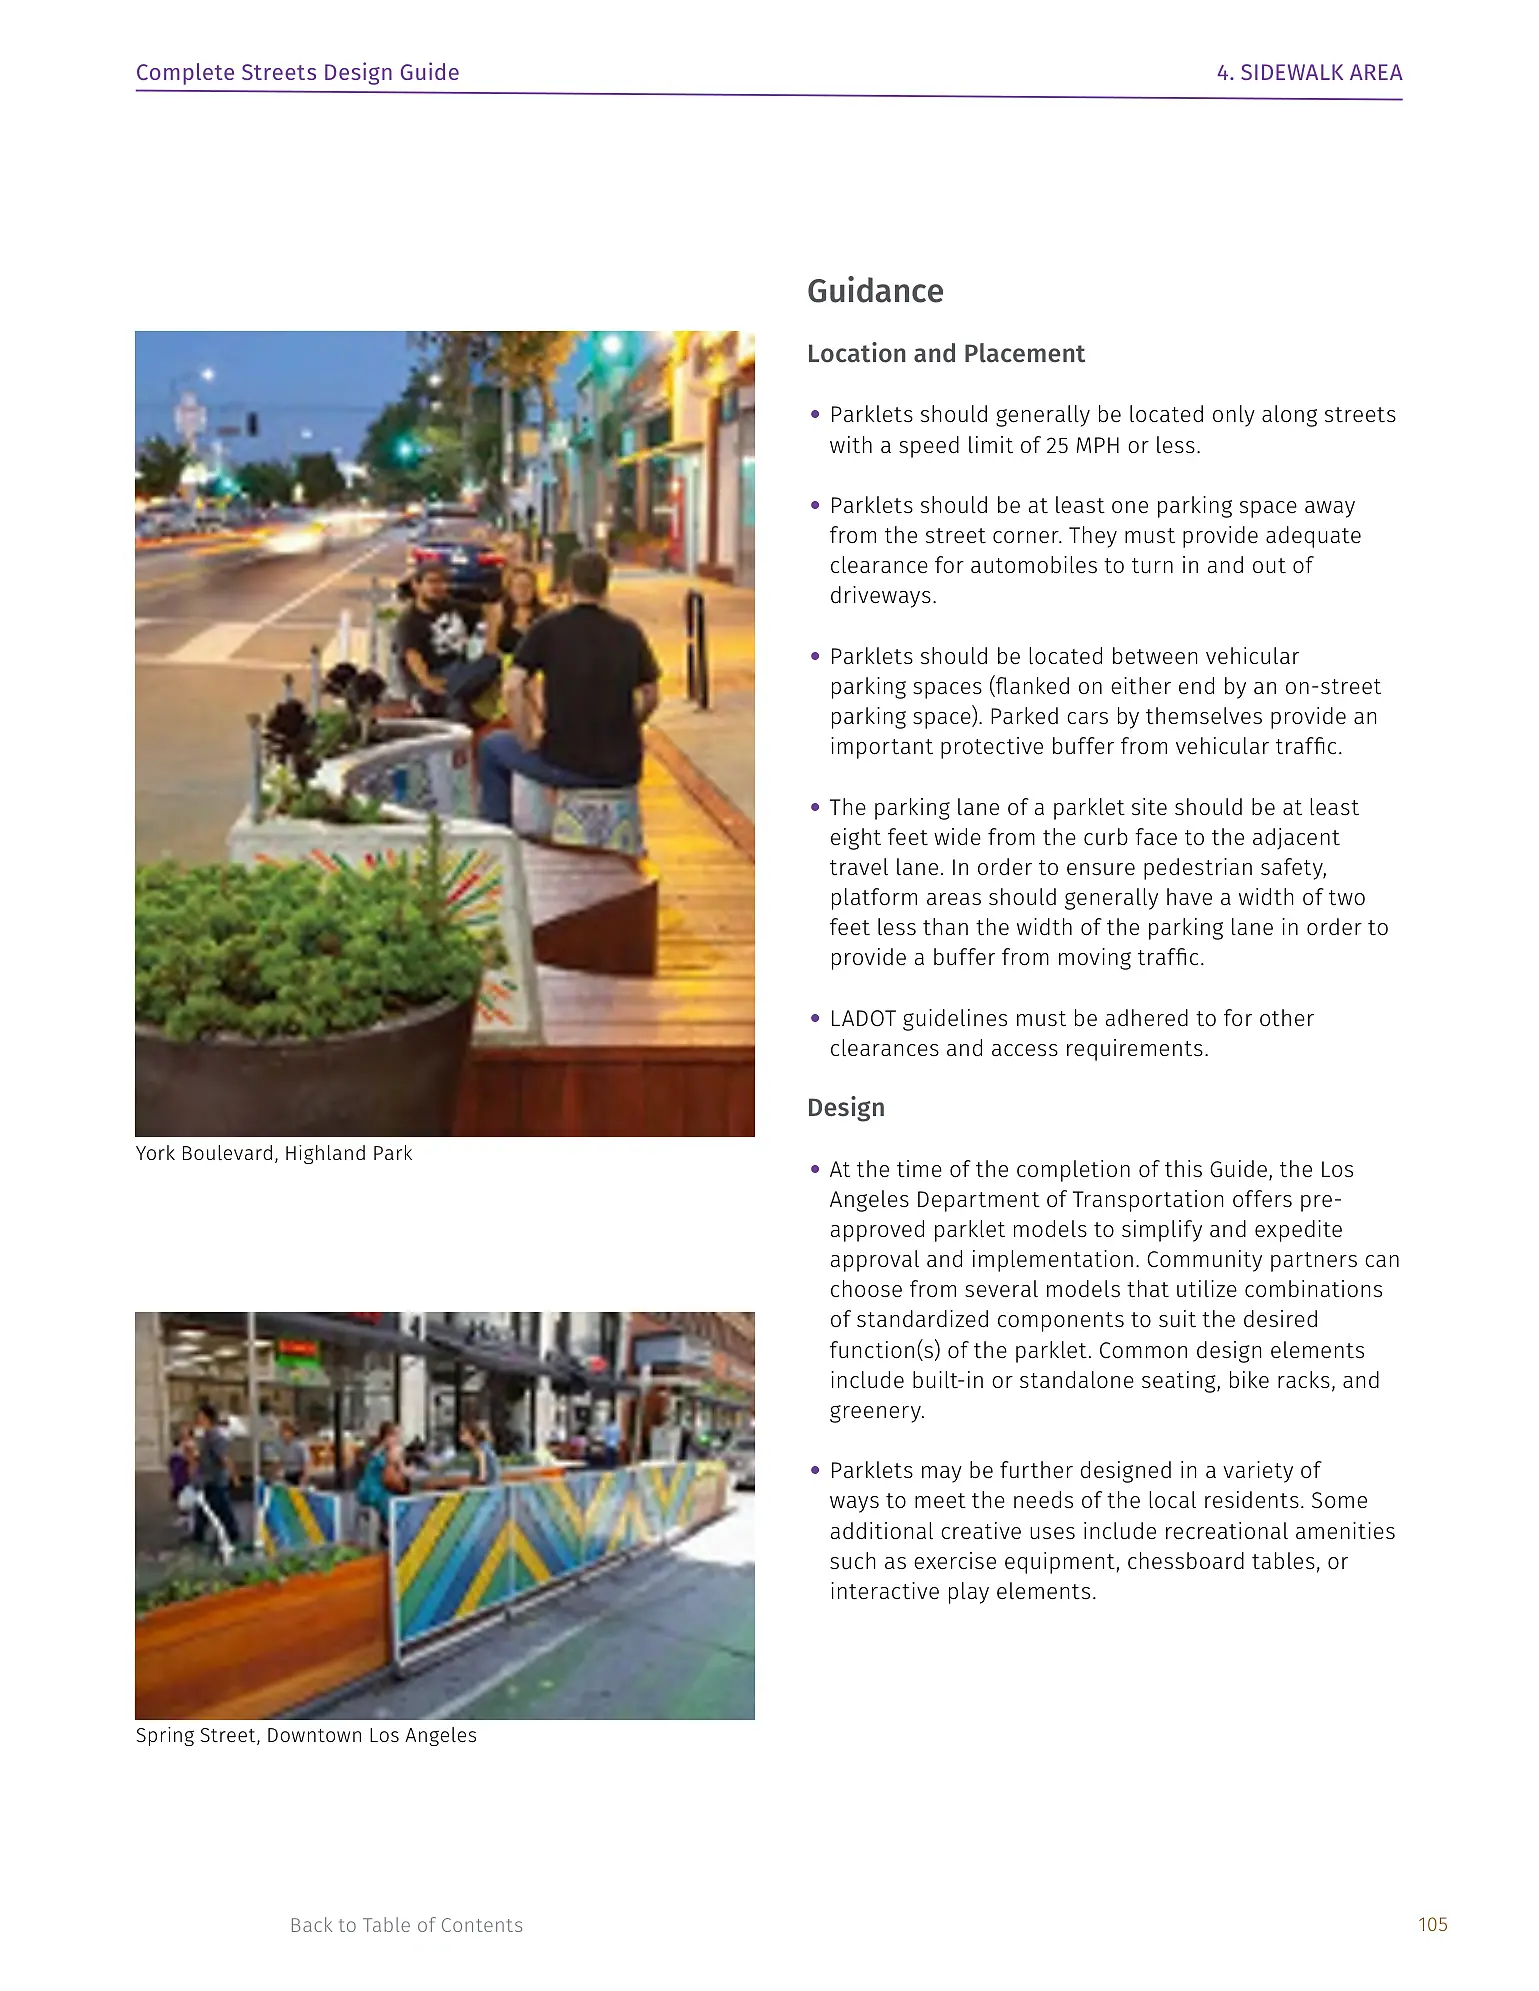 Complete Streets Design Guide
4. SIDEWALK AREA
Guidance
Location and Placement
• Parklets should generally be located only along streets
with a speed limit of 25 MPH or less.
• Parklets should be at least one parking space away
from the street corner. They must provide adequate
clearance for automobiles to turn in and out of
driveways.
• Parklets should be located between vehicular
parking spaces (flanked on either end by an on-street
parking space). Parked cars by themselves provide an
important protective buffer from vehicular traffic.
• The parking lane of a parklet site should be at least
eight feet wide from the curb face to the adjacent
travel lane. In order to ensure pedestrian safety,
platform areas should generally have a width of two
feet less than the width of the parking lane in order to
provide a buffer from moving traffic.
• LADOT guidelines must be adhered to for other
clearances and access requirements.
Design
• At the time of the completion of this Guide, the Los
Angeles Department of Transportation offers pre-
approved parklet models to simplify and expedite
approval and implementation. Community partners can
choose from several models that utilize combinations
of standardized components to suit the desired
function(s) of the parklet. Common design elements
include built-in or standalone seating, bike racks, and
greenery.
• Parklets may be further designed in a variety of
ways to meet the needs of the local residents. Some
additional creative uses include recreational amenities
such as exercise equipment, chessboard tables, or
interactive play elements.
York Boulevard, Highland Park
Spring Street, Downtown Los Angeles
Back to Table of Contents
105